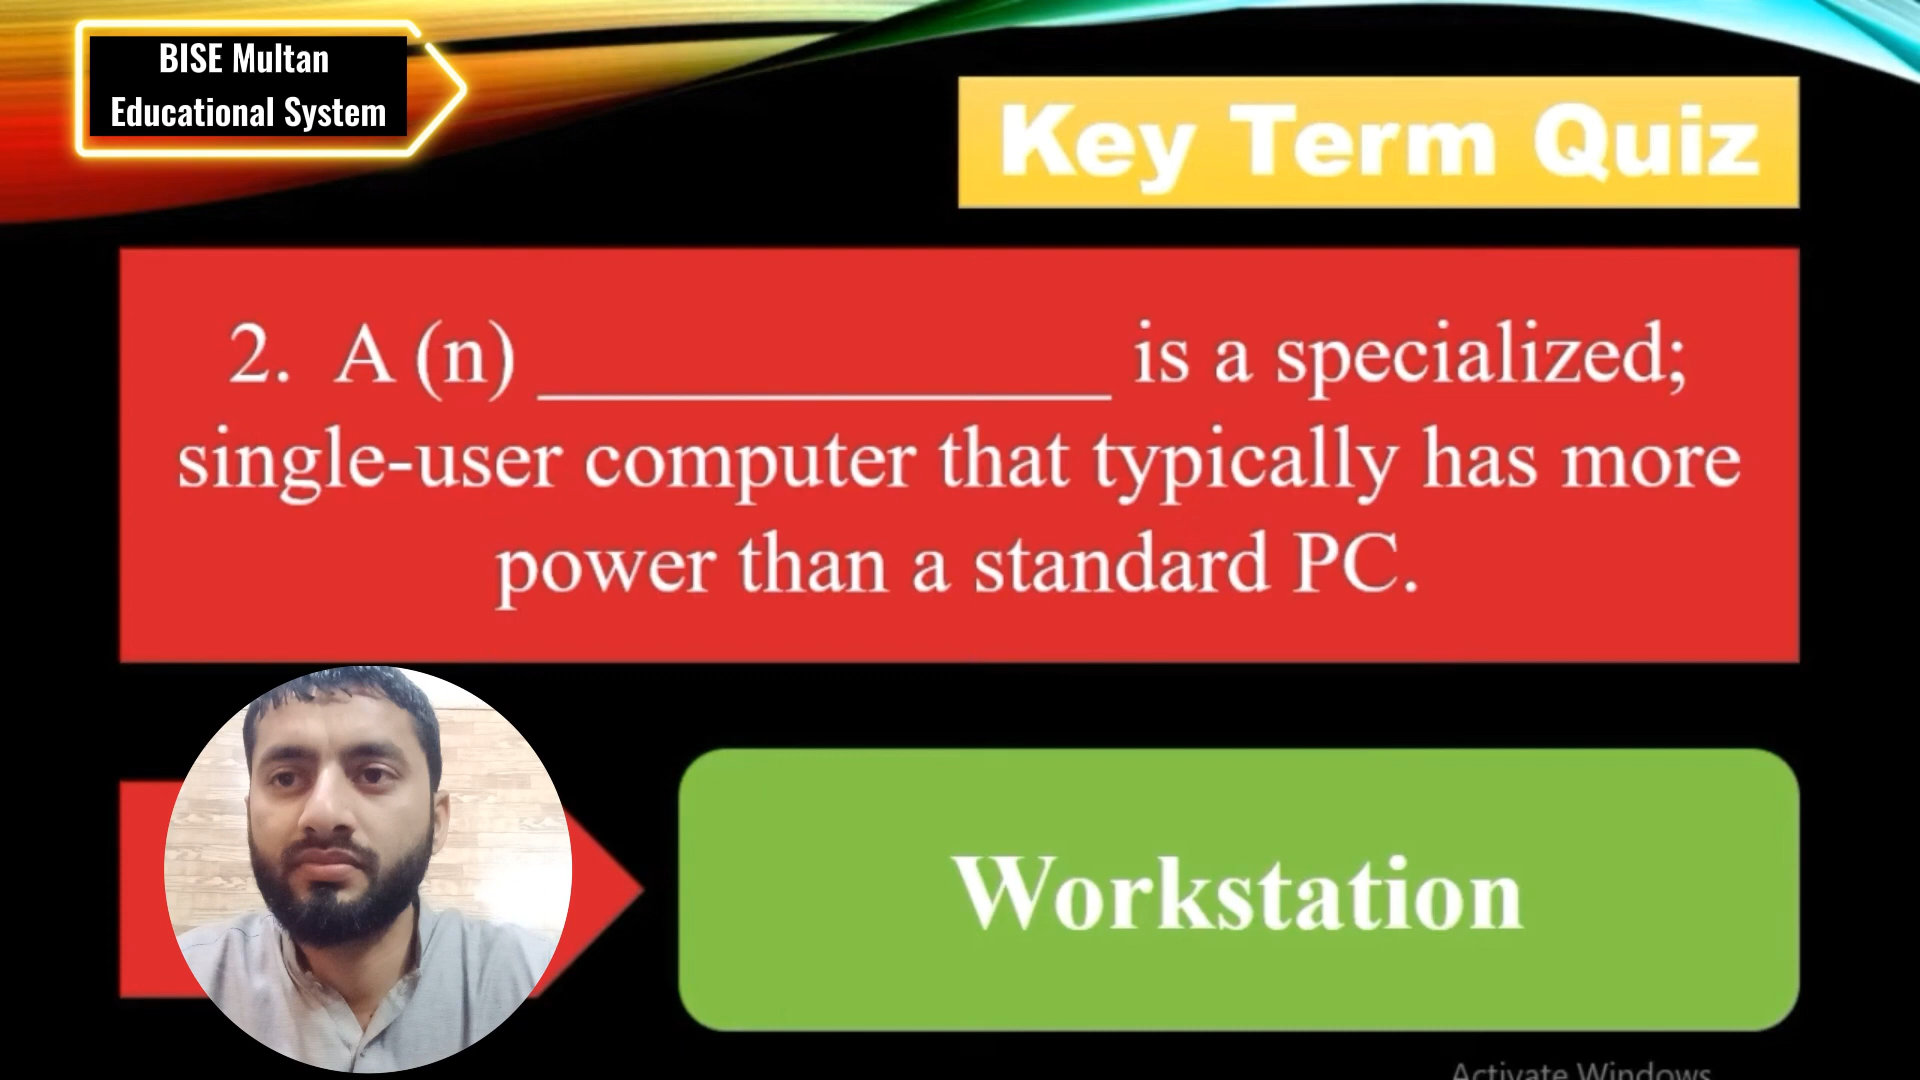 BISE Multan
Educational System
Key Term Quiz
2. A (n) _______________ is a specialized;
single-user computer that typically has more
power than a standard PC.
Workstation
Activate Windows